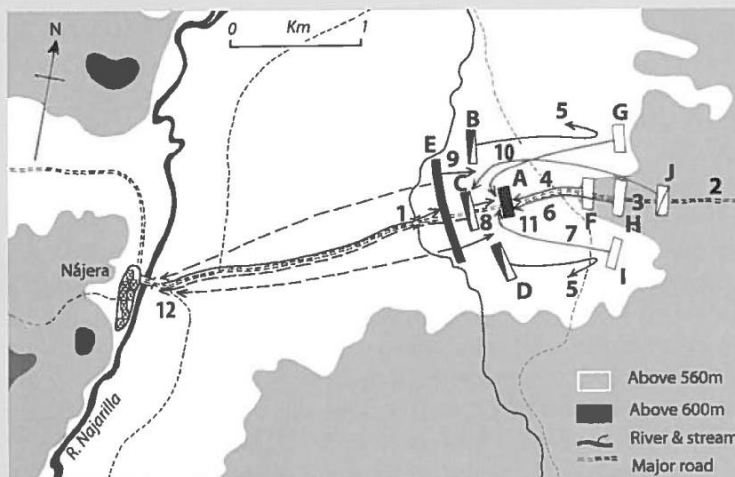 N
Km
0 1
B
5
G
E
9
10
A
J
C
4
2
1
6
F
3
8
11
H
7
I
Nájera
D
5
12
R. Najarilla
Above 560m
Above 600m
River & stream
Major road